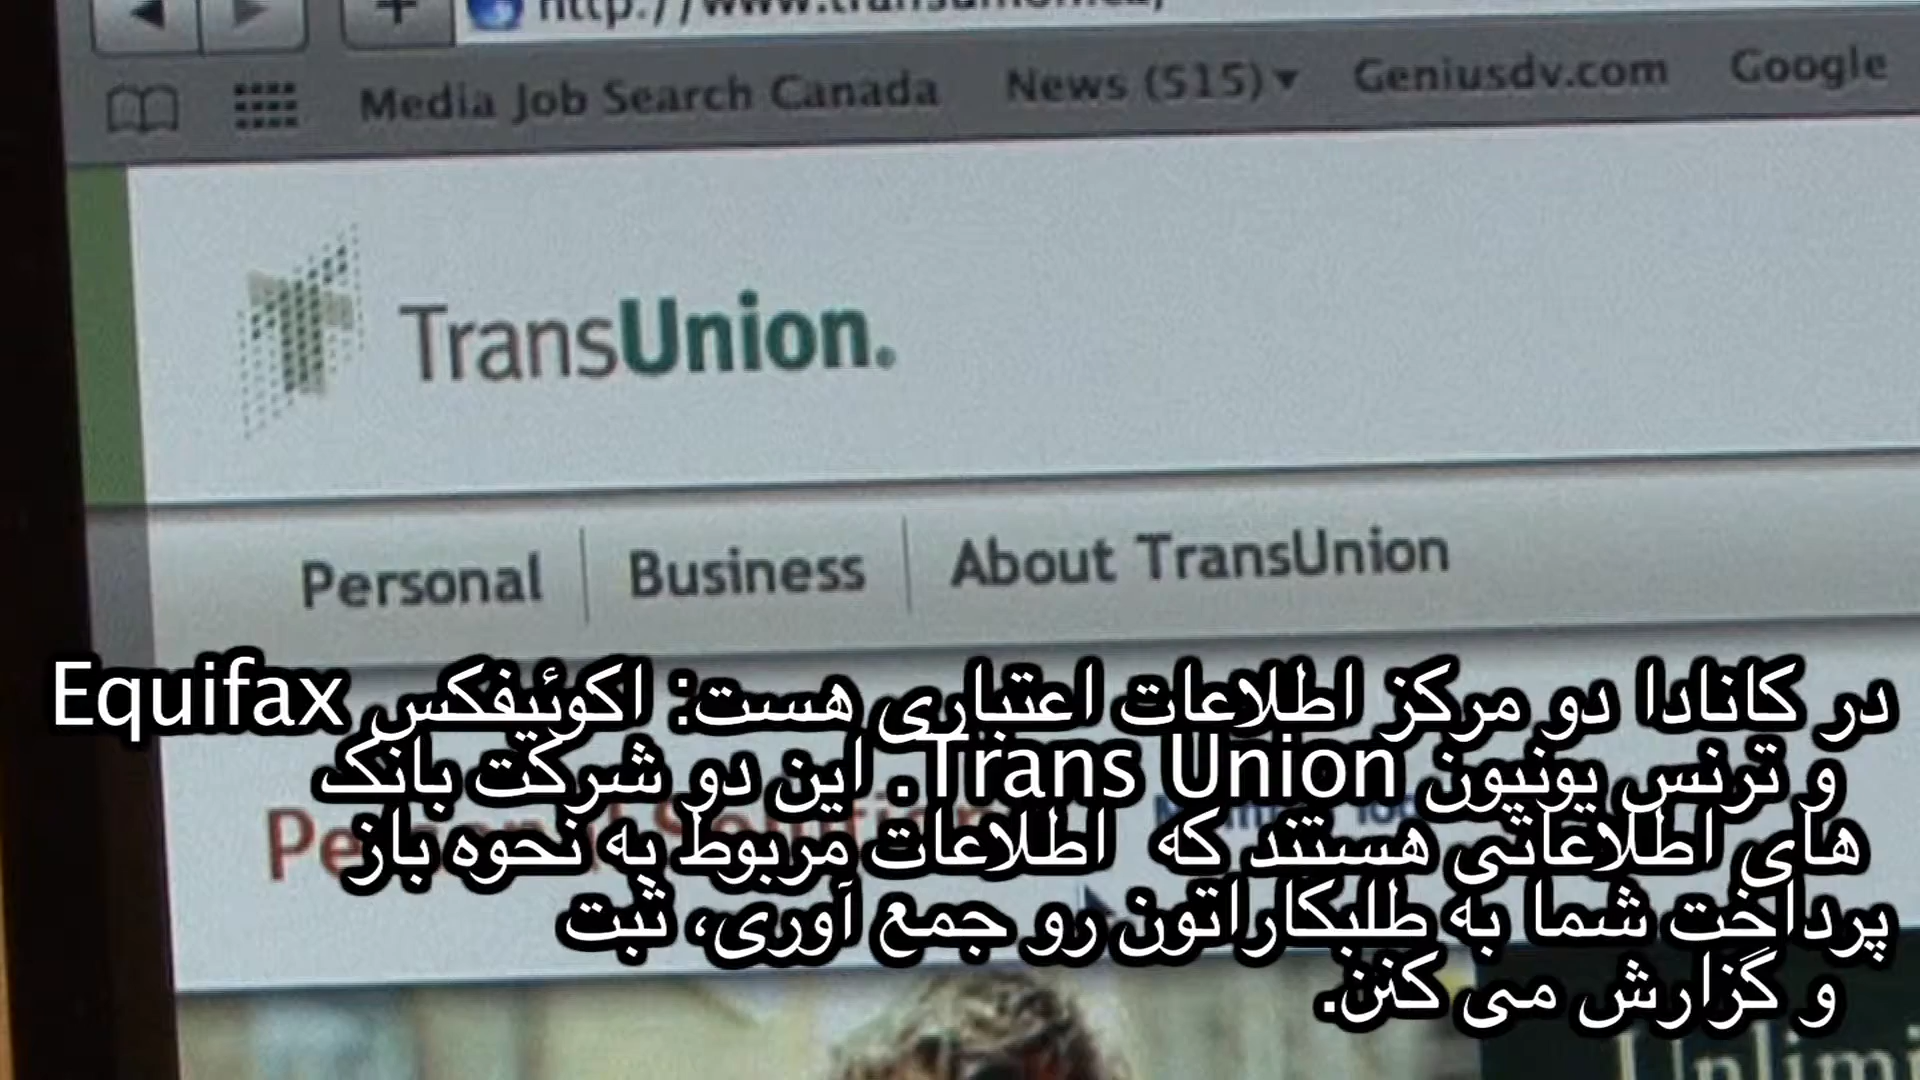 Media Job Search Canada News (515)▾ Geniusdv.com Google
TransUnion.
Personal Business About TransUnion
در کانادا دو مرکز اطلاعات اعتباری هست: اکوئیفکس Equifax
و ترنس یونیون Trans Union. این دو شرکت بانک
های اطلاعاتی هستند که اطلاعات مربوط به نحوه باز
پرداخت شما به طلبکاراتون رو جمع آوری، ثبت
و گزارش می کنن.